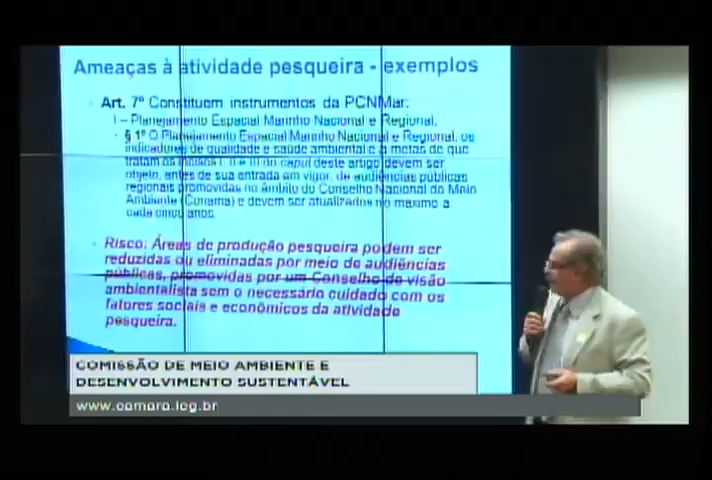 Ameaças à atividade pesqueira - exemplos
Art. 7º Constituem instrumentos da PCNMar:
I – Planejamento Espacial Marinho Nacional e Regional,
§ 1º O Planejamento Espacial Marinho Nacional e Regional, os
indicadores de qualidade e saúde ambiental e a metas de que
tratam os incisos I, II e III do caput deste artigo devem ser
objeto, antes de sua entrada em vigor, de audiências públicas
regionais promovidas no âmbito do Conselho Nacional do Meio
Ambiente (Conama) e devem ser atualizados no máximo a
cada cinco anos.
Risco: Áreas de produção pesqueira podem ser
reduzidas ou eliminadas por meio de audiências
públicas, promovidas por um Conselho de visão
ambientalista sem o necessário cuidado com os
fatores sociais e econômicos da atividade
pesqueira.
COMISSÃO DE MEIO AMBIENTE E
DESENVOLVIMENTO SUSTENTÁVEL
www.camara.leg.br